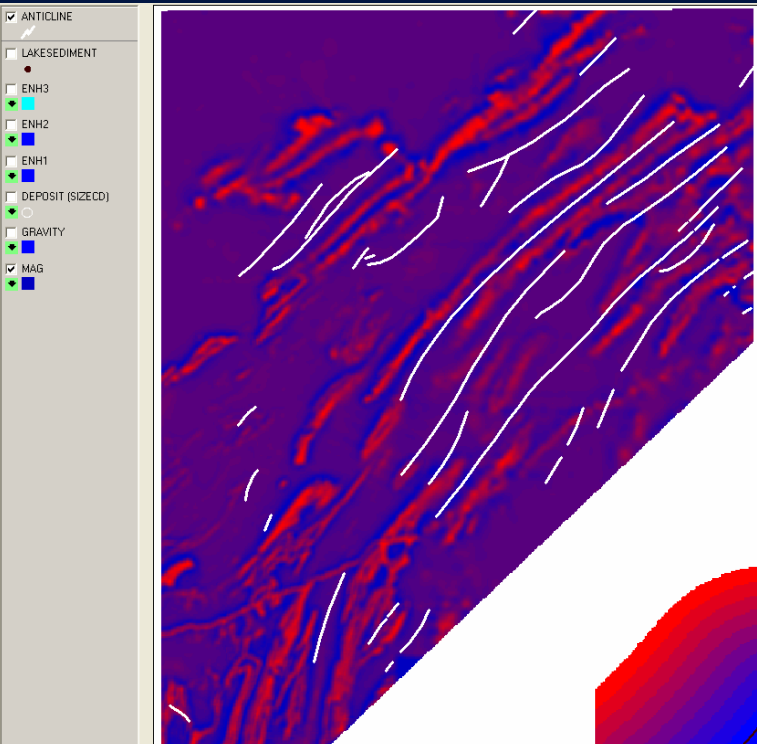 ANTICLINE
LAKESEDIMENT
ENH3
ENH2
ENH1
DEPOSIT (SIZECD)
GRAVITY
MAG